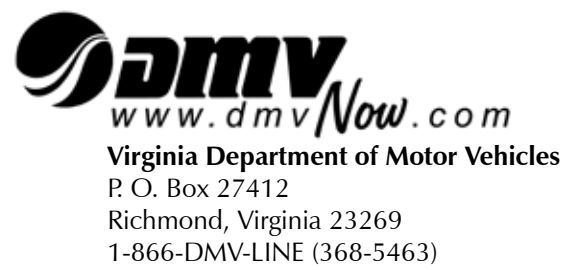 DMV
www.dmvNow.com
Virginia Department of Motor Vehicles
P. O. Box 27412
Richmond, Virginia 23269
1-866-DMV-LINE (368-5463)